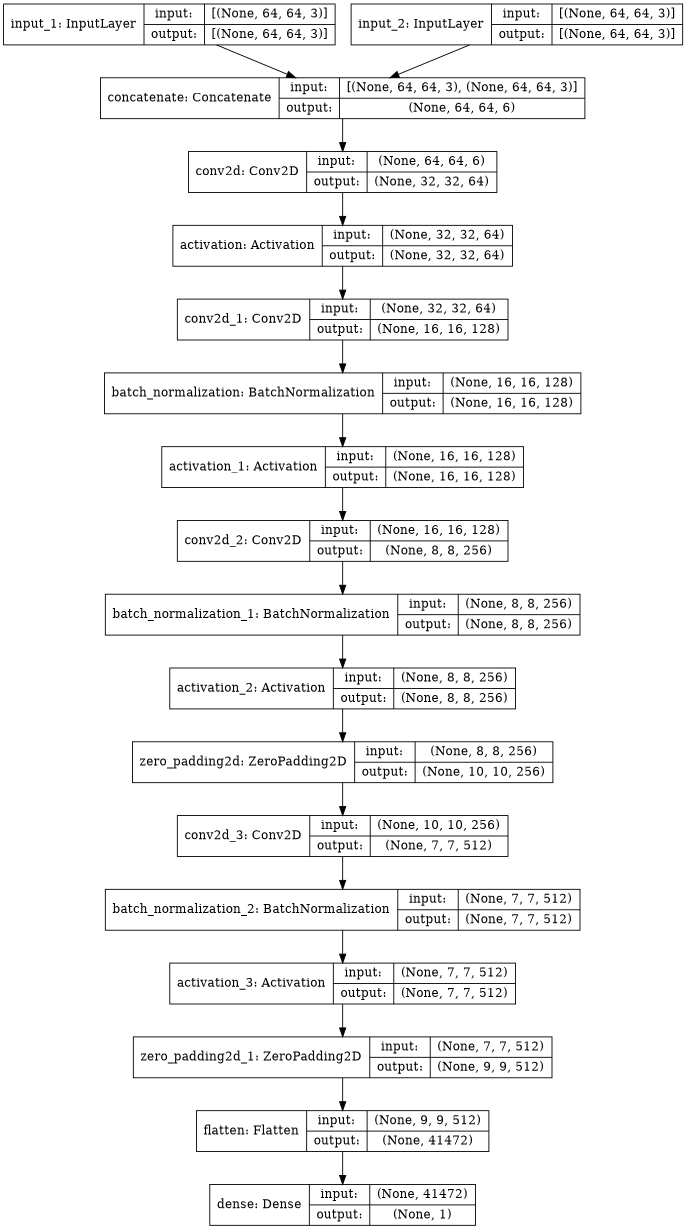 input_1: InputLayer input: [(None, 64, 64, 3)]
output: [(None, 64, 64, 3)]
input_2: InputLayer input: [(None, 64, 64, 3)]
output: [(None, 64, 64, 3)]
concatenate: Concatenate input: [(None, 64, 64, 3), (None, 64, 64, 3)]
output: (None, 64, 64, 6)
conv2d: Conv2D input: (None, 64, 64, 6)
output: (None, 32, 32, 64)
activation: Activation input: (None, 32, 32, 64)
output: (None, 32, 32, 64)
conv2d_1: Conv2D input: (None, 32, 32, 64)
output: (None, 16, 16, 128)
batch_normalization: BatchNormalization input: (None, 16, 16, 128)
output: (None, 16, 16, 128)
activation_1: Activation input: (None, 16, 16, 128)
output: (None, 16, 16, 128)
conv2d_2: Conv2D input: (None, 16, 16, 128)
output: (None, 8, 8, 256)
batch_normalization_1: BatchNormalization input: (None, 8, 8, 256)
output: (None, 8, 8, 256)
activation_2: Activation input: (None, 8, 8, 256)
output: (None, 8, 8, 256)
zero_padding2d: ZeroPadding2D input: (None, 8, 8, 256)
output: (None, 10, 10, 256)
conv2d_3: Conv2D input: (None, 10, 10, 256)
output: (None, 7, 7, 512)
batch_normalization_2: BatchNormalization input: (None, 7, 7, 512)
output: (None, 7, 7, 512)
activation_3: Activation input: (None, 7, 7, 512)
output: (None, 7, 7, 512)
zero_padding2d_1: ZeroPadding2D input: (None, 7, 7, 512)
output: (None, 9, 9, 512)
flatten: Flatten input: (None, 9, 9, 512)
output: (None, 41472)
dense: Dense input: (None, 41472)
output: (None, 1)